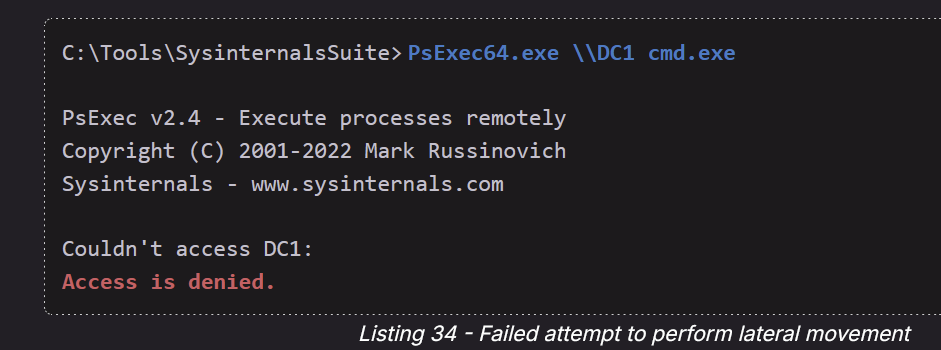 C:\Tools\SysinternalsSuite> PsExec64.exe \\DC1 cmd.exe
PsExec v2.4 - Execute processes remotely
Copyright (C) 2001-2022 Mark Russinovich
Sysinternals - www.sysinternals.com
Couldn't access DC1:
Access is denied.
Listing 34 - Failed attempt to perform lateral movement